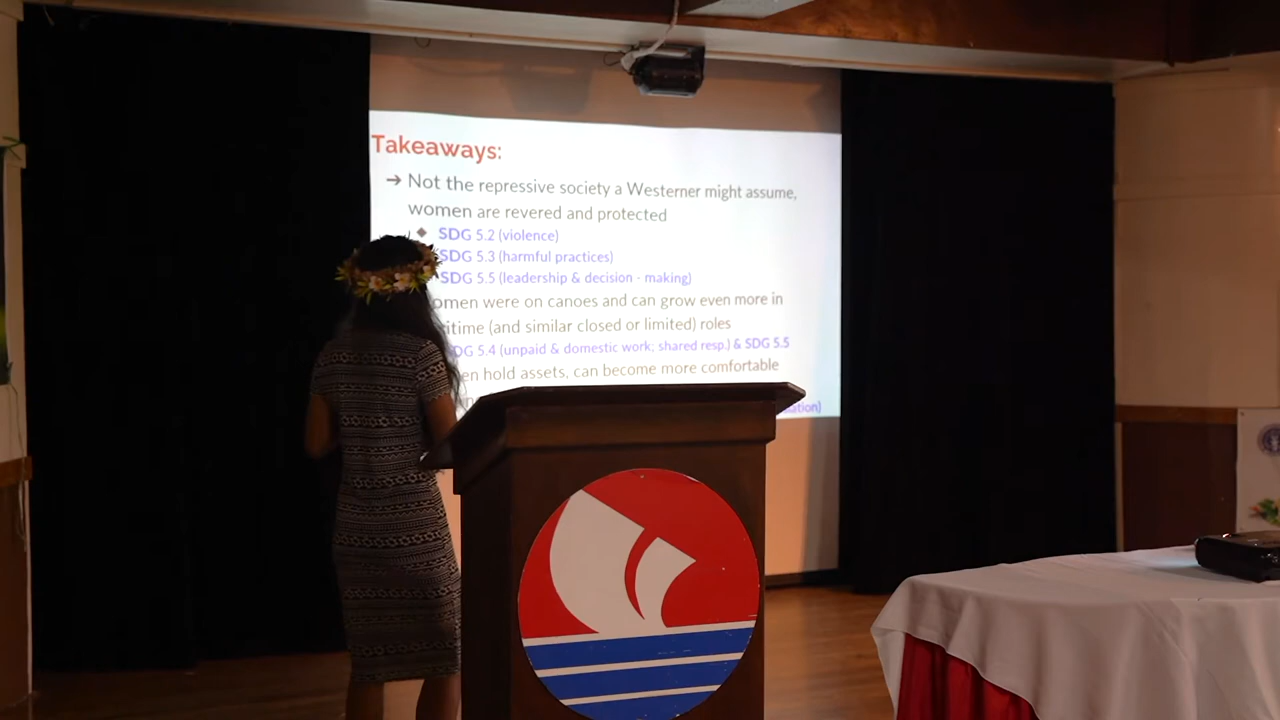 Takeaways:
➔ Not the repressive society a Westerner might assume,
women are revered and protected
◆ SDG 5.2 (violence)
SDG 5.3 (harmful practices)
SDG 5.5 (leadership & decision - making)
omen were on canoes and can grow even more in
itime (and similar closed or limited) roles
DG 5.4 (unpaid & domestic work; shared resp.) & SDG 5.5
en hold assets, can become more comfortable